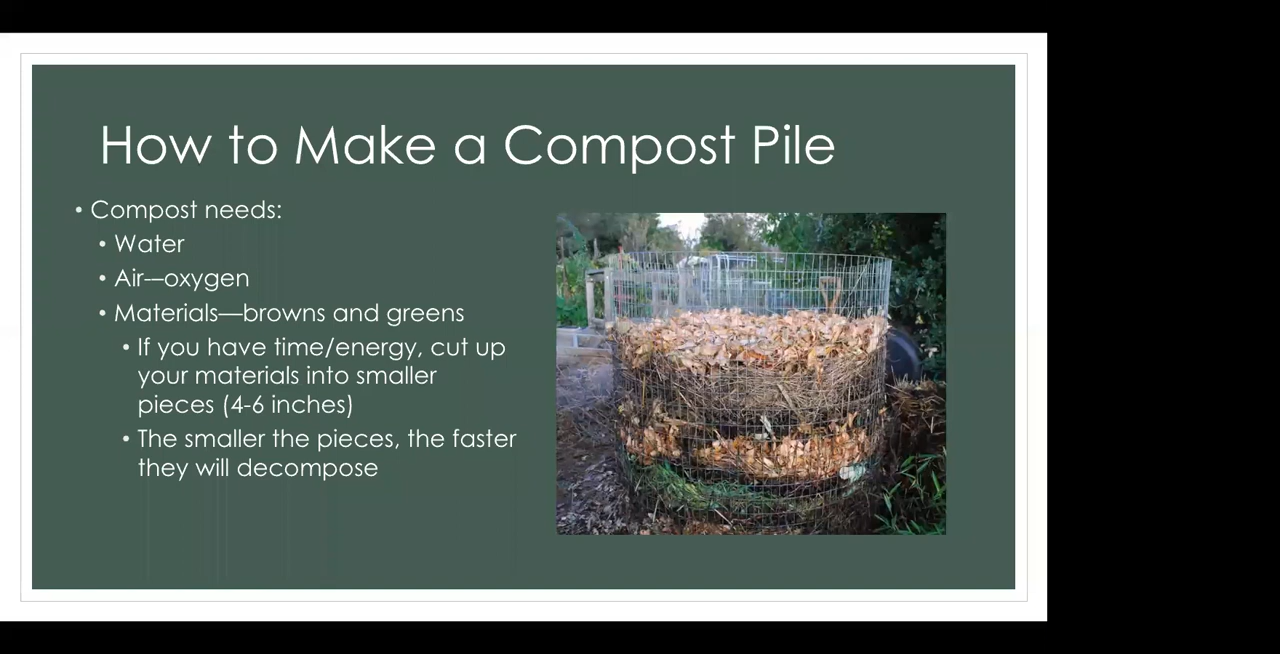 How to Make a Compost Pile
• Compost needs:
• Water
• Air-–oxygen
• Materials—browns and greens
• If you have time/energy, cut up
your materials into smaller
pieces (4-6 inches)
• The smaller the pieces, the faster
they will decompose